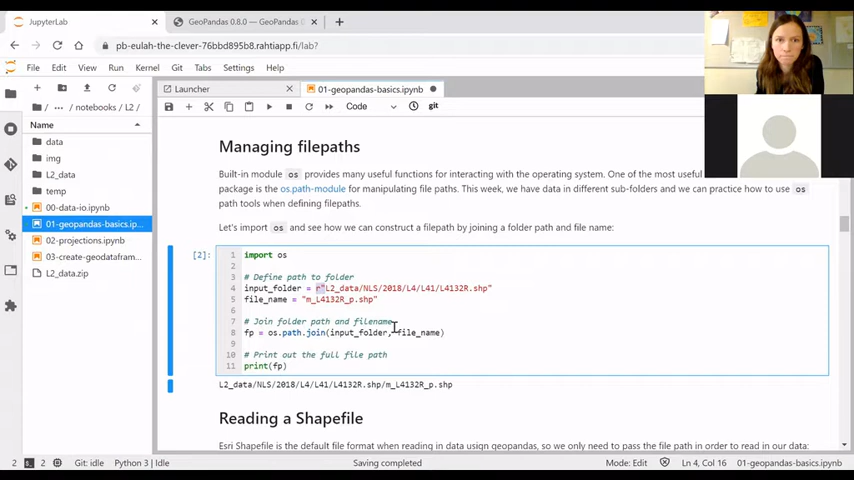 JupyterLab
GeoPandas 0.8.0 — GeoPandas 0
pb-eulah-the-clever-76bbd895b8.rahtiapp.fi/lab?
File Edit View Run Kernel Git Tabs Settings Help
Launcher
01-geopandas-basics.ipynb
Code
git
/ ··· / notebooks / L2 /
Name
data
img
L2_data
temp
00-data-io.ipynb
01-geopandas-basics.ip...
02-projections.ipynb
03-create-geodatafram...
L2_data.zip
Managing filepaths
Built-in module os provides many useful functions for interacting with the operating system. One of the most useful
package is the os.path-module for manipulating file paths. This week, we have data in different sub-folders and we can practice how to use os
path tools when defining filepaths.
Let's import os and see how we can construct a filepath by joining a folder path and file name:
[2]:
1 import os
2
3 # Define path to folder
4 input_folder = r"L2_data/NLS/2018/L4/L41/L4132R.shp"
5 file_name = "m_L4132R_p.shp"
6
7 # Join folder path and filename
8 fp = os.path.join(input_folder, file_name)
9
10 # Print out the full file path
11 print(fp)
L2_data/NLS/2018/L4/L41/L4132R.shp/m_L4132R_p.shp
Reading a Shapefile
Esri Shapefile is the default file format when reading in data usign geopandas, so we only need to pass the file path in order to read in our data:
2 2 Git: idle Python 3 | Idle Saving completed Mode: Edit Ln 4, Col 16 01-geopandas-basics.ipynb